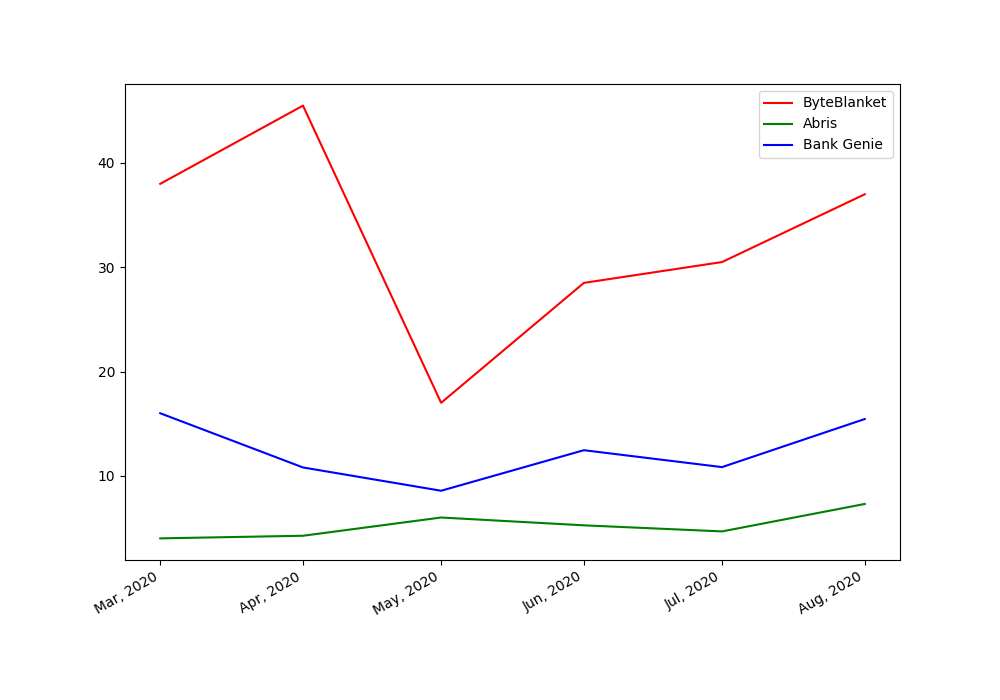 ByteBlanket
Abris
Bank Genie
40
30
20
10
Mar, 2020
Apr, 2020
May, 2020
Jun, 2020
Jul, 2020
Aug, 2020